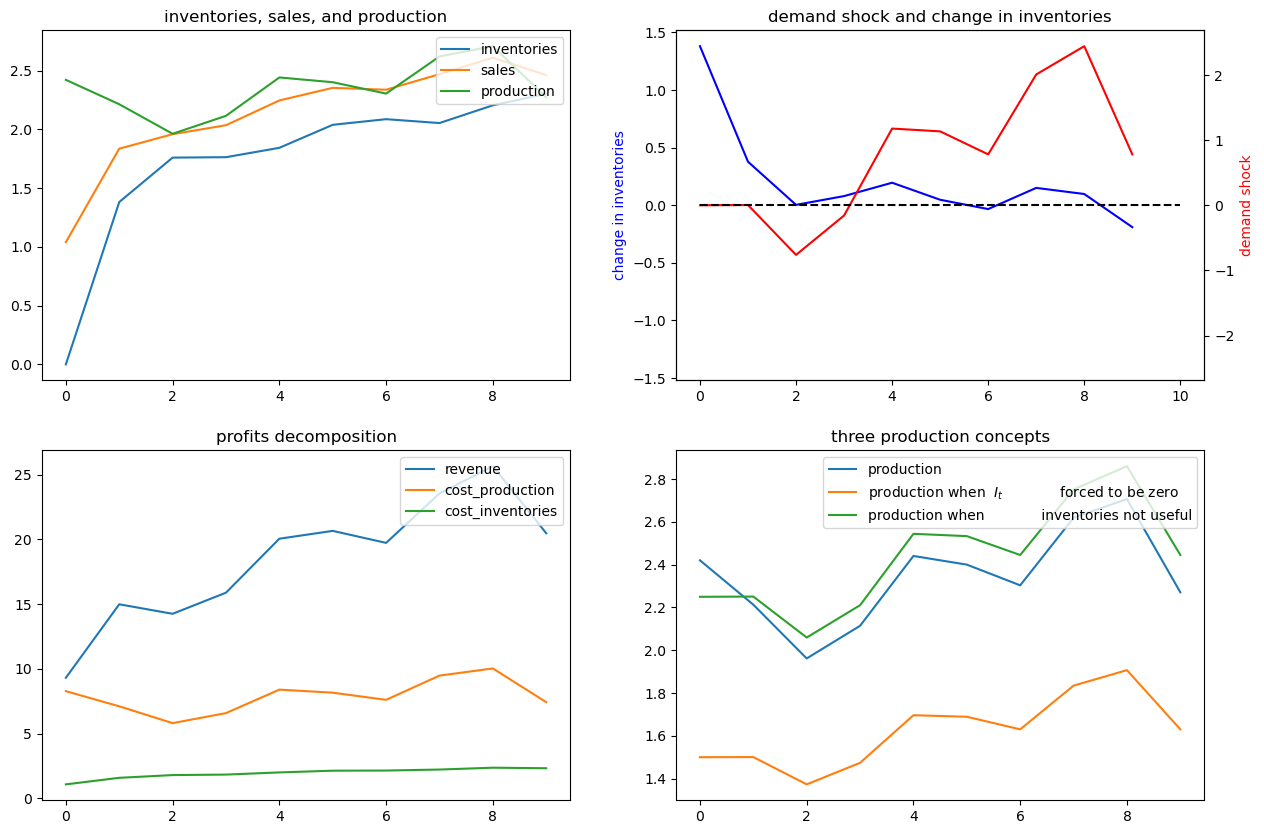 inventories, sales, and production
inventories
sales
production
2.5
2.0
1.5
1.0
0.5
0.0
0 2 4 6 8
demand shock and change in inventories
change in inventories
1.5
1.0
0.5
0.0
−0.5
−1.0
−1.5
2
1
0
−1
−2
demand shock
0 2 4 6 8 10
profits decomposition
revenue
cost_production
cost_inventories
25
20
15
10
5
0
0 2 4 6 8
three production concepts
production
production when I_t forced to be zero
production when inventories not useful
2.8
2.6
2.4
2.2
2.0
1.8
1.6
1.4
0 2 4 6 8